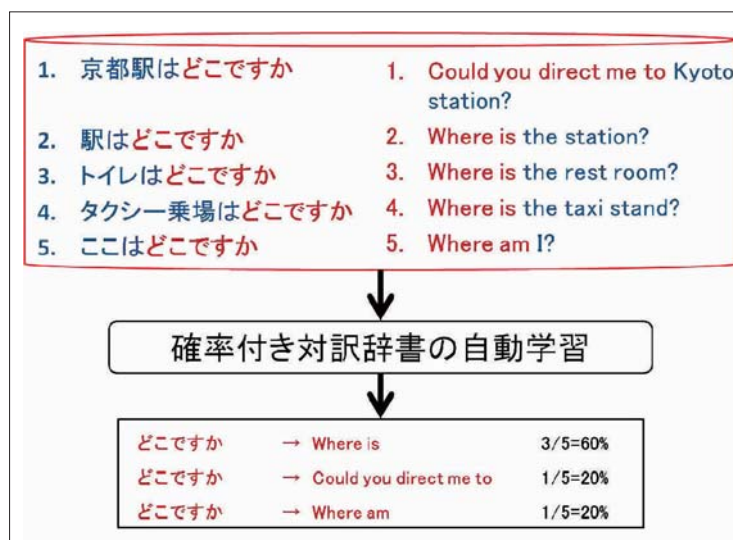 1. 京都駅はどこですか
2. 駅はどこですか
3. トイレはどこですか
4. タクシー乗場はどこですか
5. ここはどこですか
1. Could you direct me to Kyoto
station?
2. Where is the station?
3. Where is the rest room?
4. Where is the taxi stand?
5. Where am I?
確率付き対訳辞書の自動学習
どこですか → Where is 3/5=60%
どこですか → Could you direct me to 1/5=20%
どこですか → Where am 1/5=20%